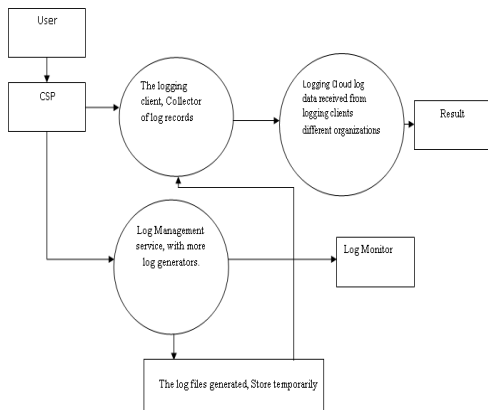 User
CSP
The logging
client, Collector
of log records
Logging Cloud log
data received from
logging clients
different organizations
Result
Log Management
service, with more
log generators.
Log Monitor
The log files generated, Store temporarily